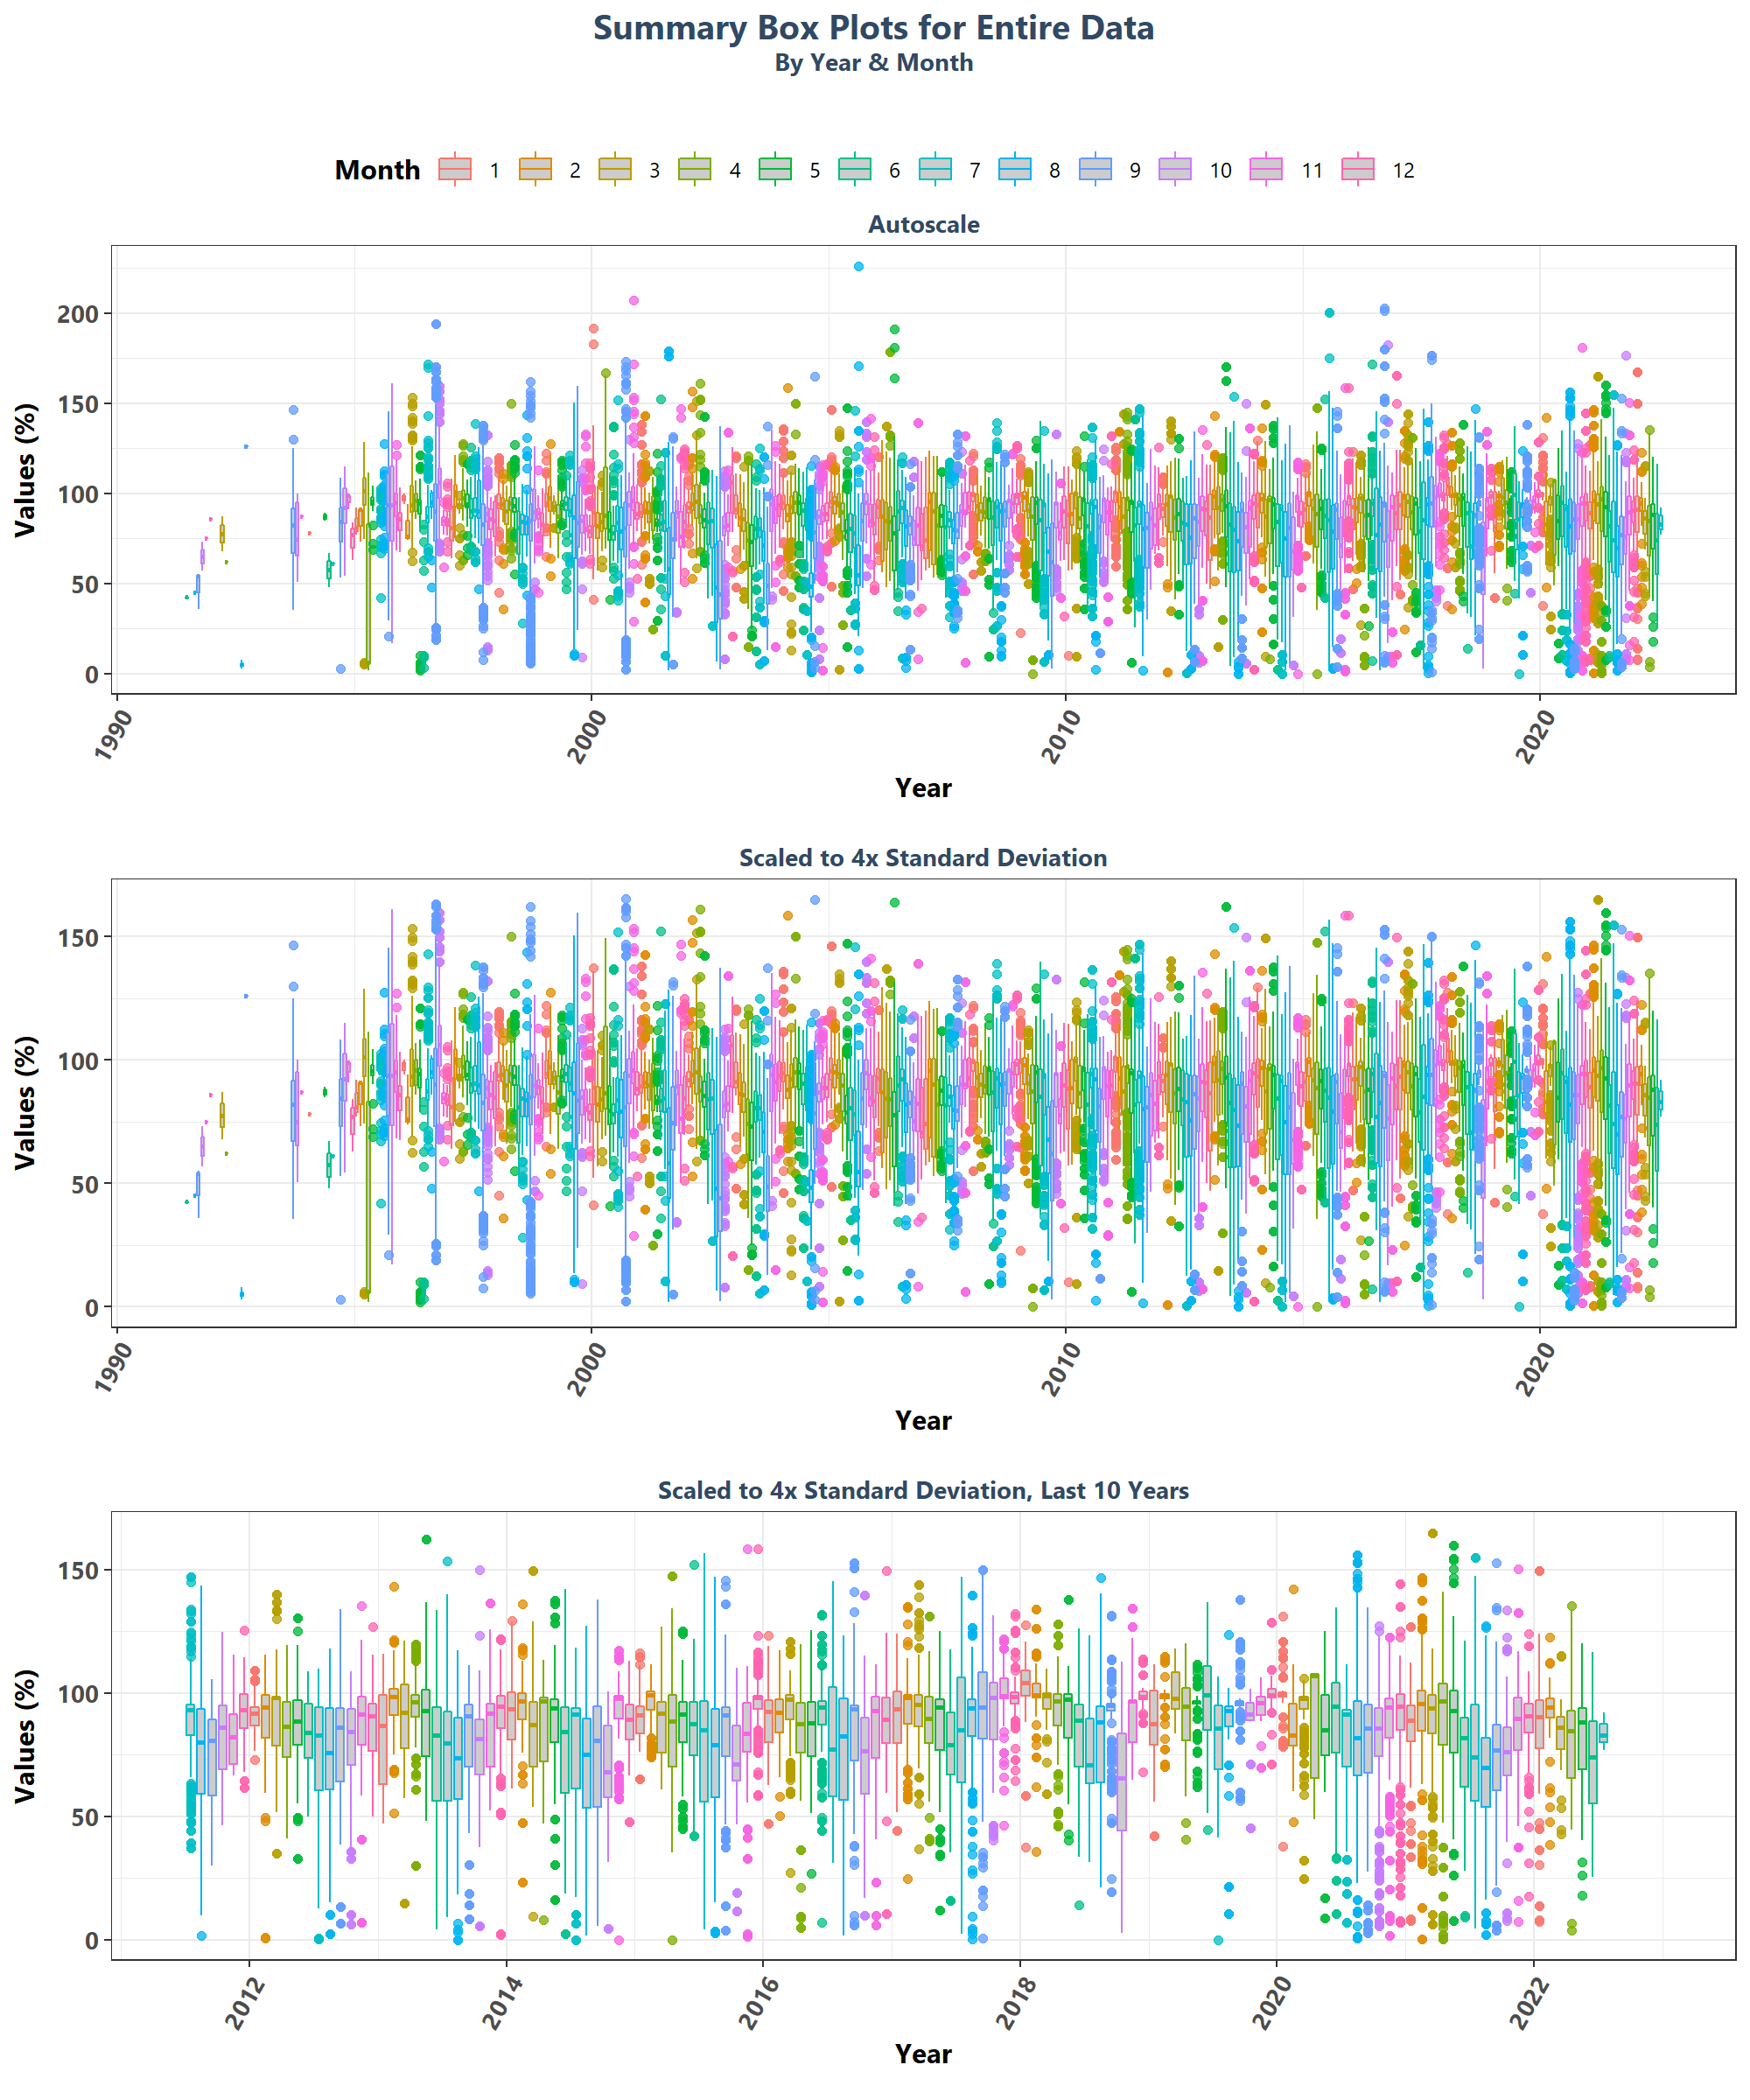 Summary Box Plots for Entire Data
By Year & Month
Month 1 2 3 4 5 6 7 8 9 10 11 12
Autoscale
200
150
100
50
0
Values (%)
1990 2000 2010 2020
Year
Scaled to 4x Standard Deviation
150
100
50
0
Values (%)
1990 2000 2010 2020
Year
Scaled to 4x Standard Deviation, Last 10 Years
150
100
50
0
Values (%)
2012 2014 2016 2018 2020 2022
Year